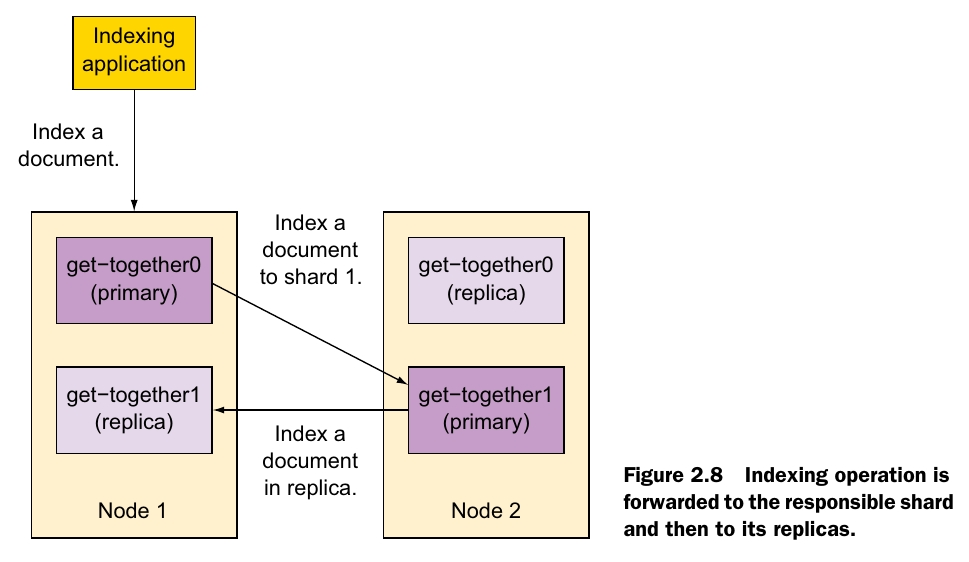 Indexing
application
Index a
document.
Index a
document
to shard 1.
get−together0
(primary)
get−together0
(replica)
get−together1
(replica)
get−together1
(primary)
Index a
document
in replica.
Node 1
Node 2
Figure 2.8 Indexing operation is
forwarded to the responsible shard
and then to its replicas.